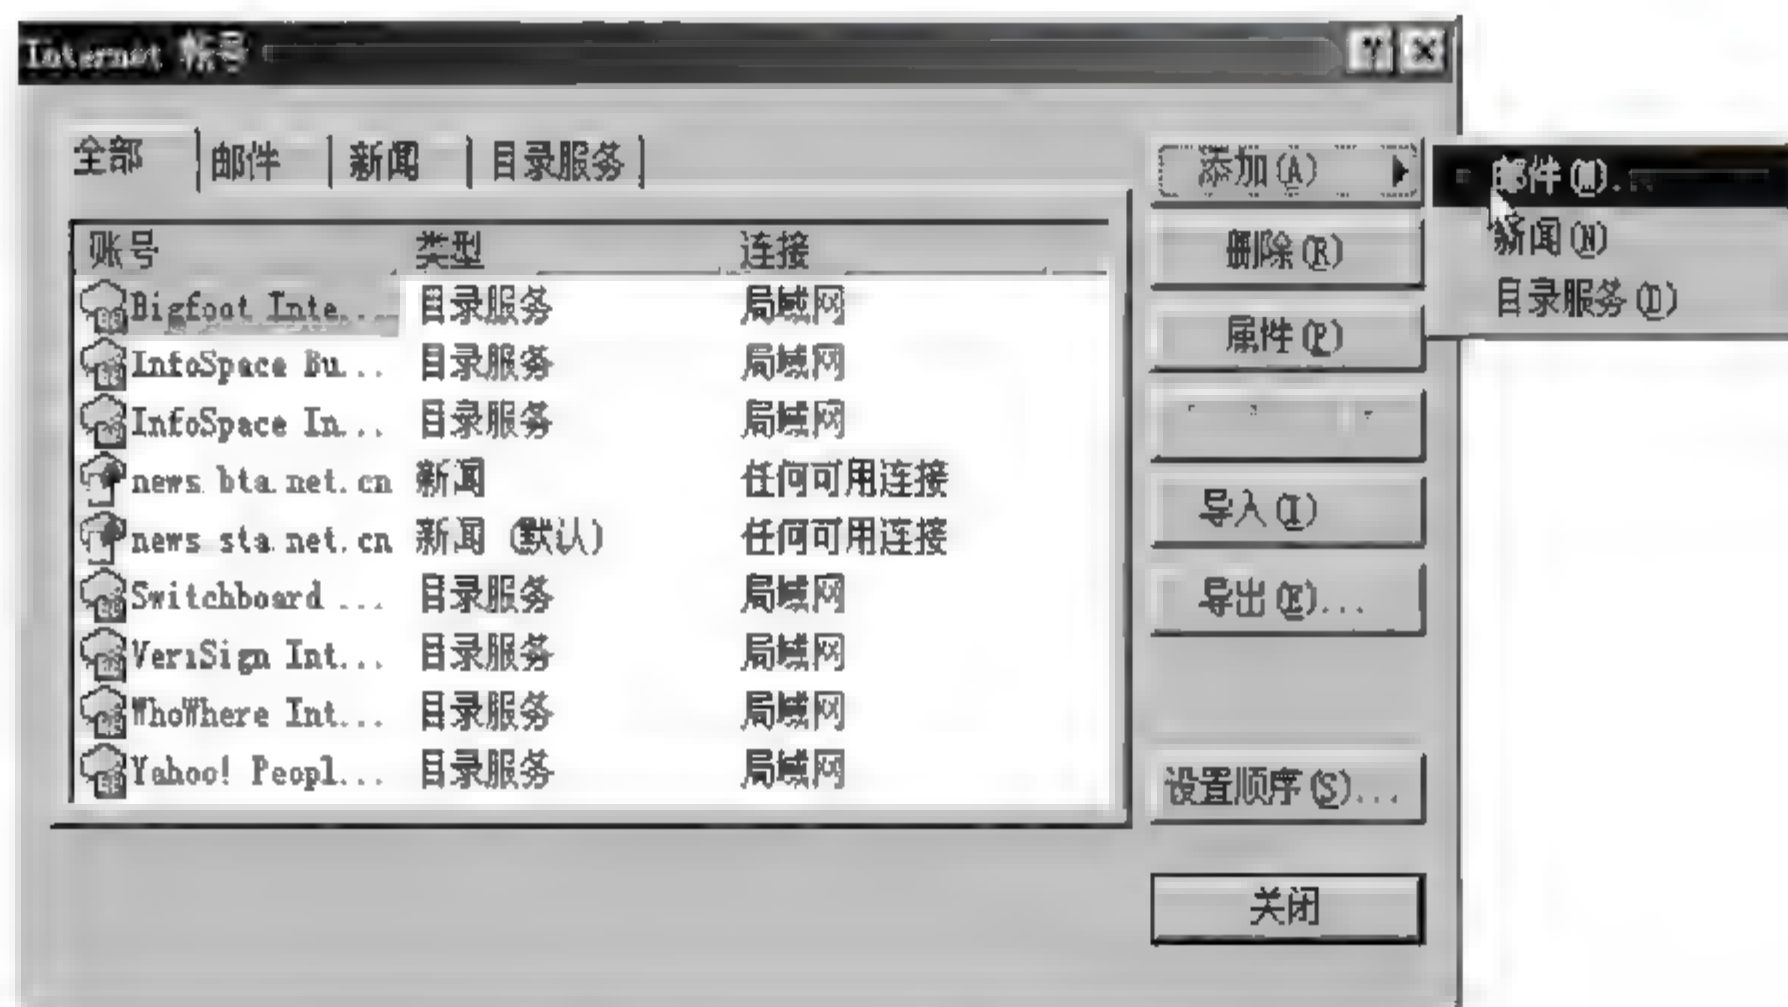 Internet 帐号
全部 邮件 新闻 目录服务
添加(A)
邮件(M)...
新闻(N)
目录服务(D)
删除(R)
属性(P)
导入(I)
导出(E)...
设置顺序(S)...
关闭
账号 类型 连接
Bigfoot Inte... 目录服务 局域网
InfoSpace Bu... 目录服务 局域网
InfoSpace In... 目录服务 局域网
news.bta.net.cn 新闻 任何可用连接
news.sta.net.cn 新闻 (默认) 任何可用连接
Switchboard ... 目录服务 局域网
VeriSign Int... 目录服务 局域网
WhoWhere Int... 目录服务 局域网
Yahoo! Peopl... 目录服务 局域网